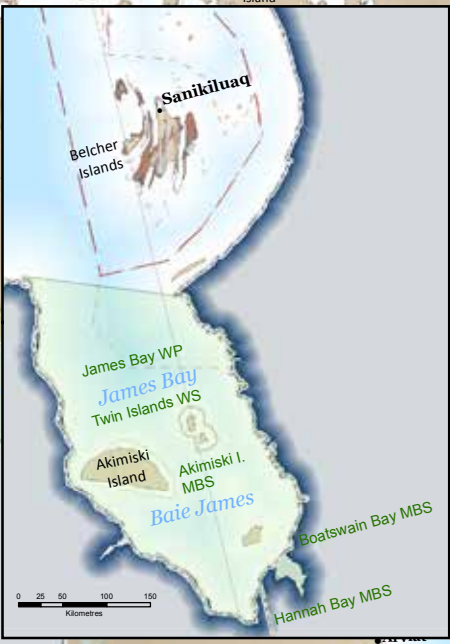 Island
Sanikiluaq
Belcher
Islands
James Bay WP
James Bay
Twin Islands WS
Akimiski
Island
Akimiski I.
MBS
Baie James
Boatswain Bay MBS
Hannah Bay MBS
0 25 50 100 150
Kilometres